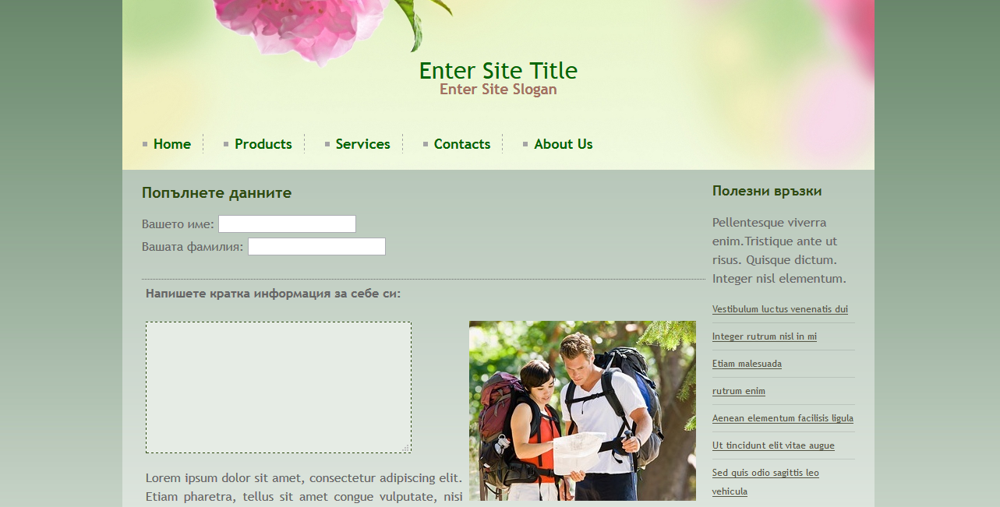 Enter Site Title
Enter Site Slogan
Home Products Services Contacts About Us
Попълнете данните
Вашето име:
Вашата фамилия:
Напишете кратка информация за себе си:
Lorem ipsum dolor sit amet, consectetur adipiscing elit.
Etiam pharetra, tellus sit amet congue vulputate, nisi
Полезни връзки
Pellentesque viverra
enim.Tristique ante ut
risus. Quisque dictum.
Integer nisl elementum.
Vestibulum luctus venenatis dui
Integer rutrum nisl in mi
Etiam malesuada
rutrum enim
Aenean elementum facilisis ligula
Ut tincidunt elit vitae augue
Sed quis odio sagittis leo
vehicula